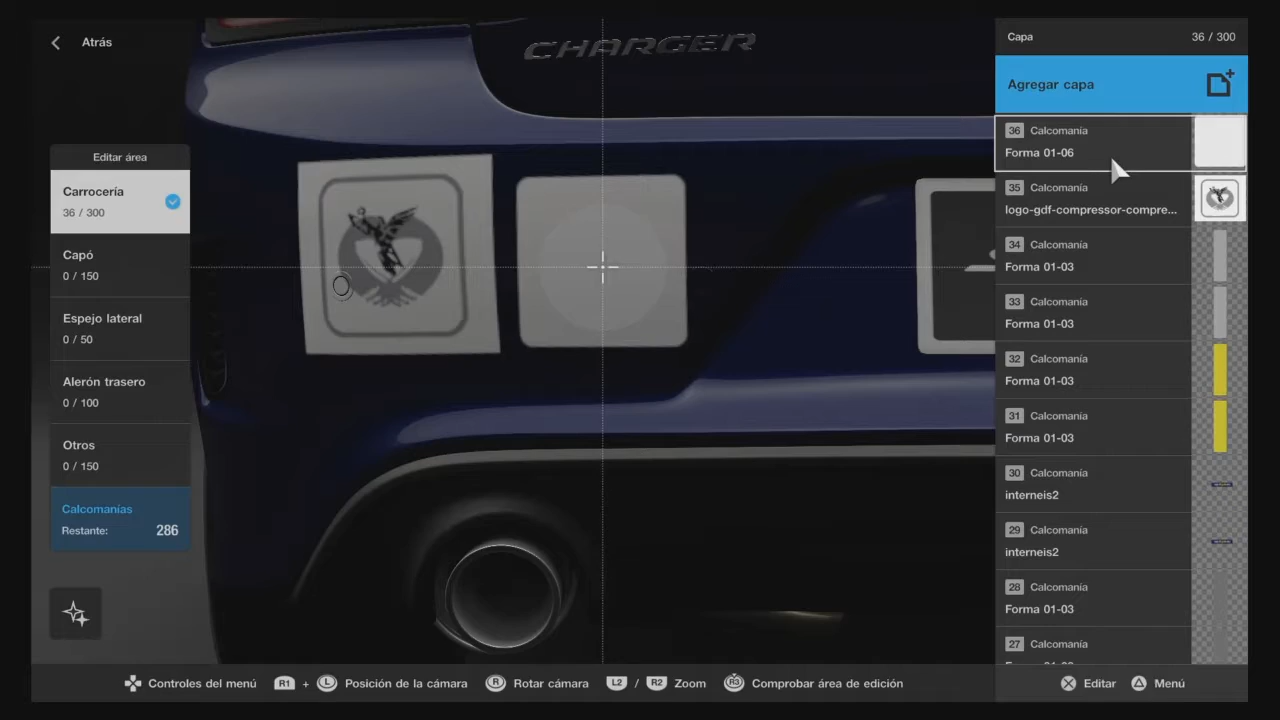 Atrás
CHARGER
Editar área
Carrocería
36 / 300
Capó
0 / 150
Espejo lateral
0 / 50
Alerón trasero
0 / 100
Otros
0 / 150
Calcomanías
Restante: 286
Capa 36 / 300
Agregar capa
36 Calcomanía
Forma 01-06
35 Calcomanía
logo-gdf-compressor-compre...
34 Calcomanía
Forma 01-03
33 Calcomanía
Forma 01-03
32 Calcomanía
Forma 01-03
31 Calcomanía
Forma 01-03
30 Calcomanía
interneis2
29 Calcomanía
interneis2
28 Calcomanía
Forma 01-03
27 Calcomanía
Controles del menú R1 + L Posición de la cámara R Rotar cámara L2 / R2 Zoom R3 Comprobar área de edición Editar Menú